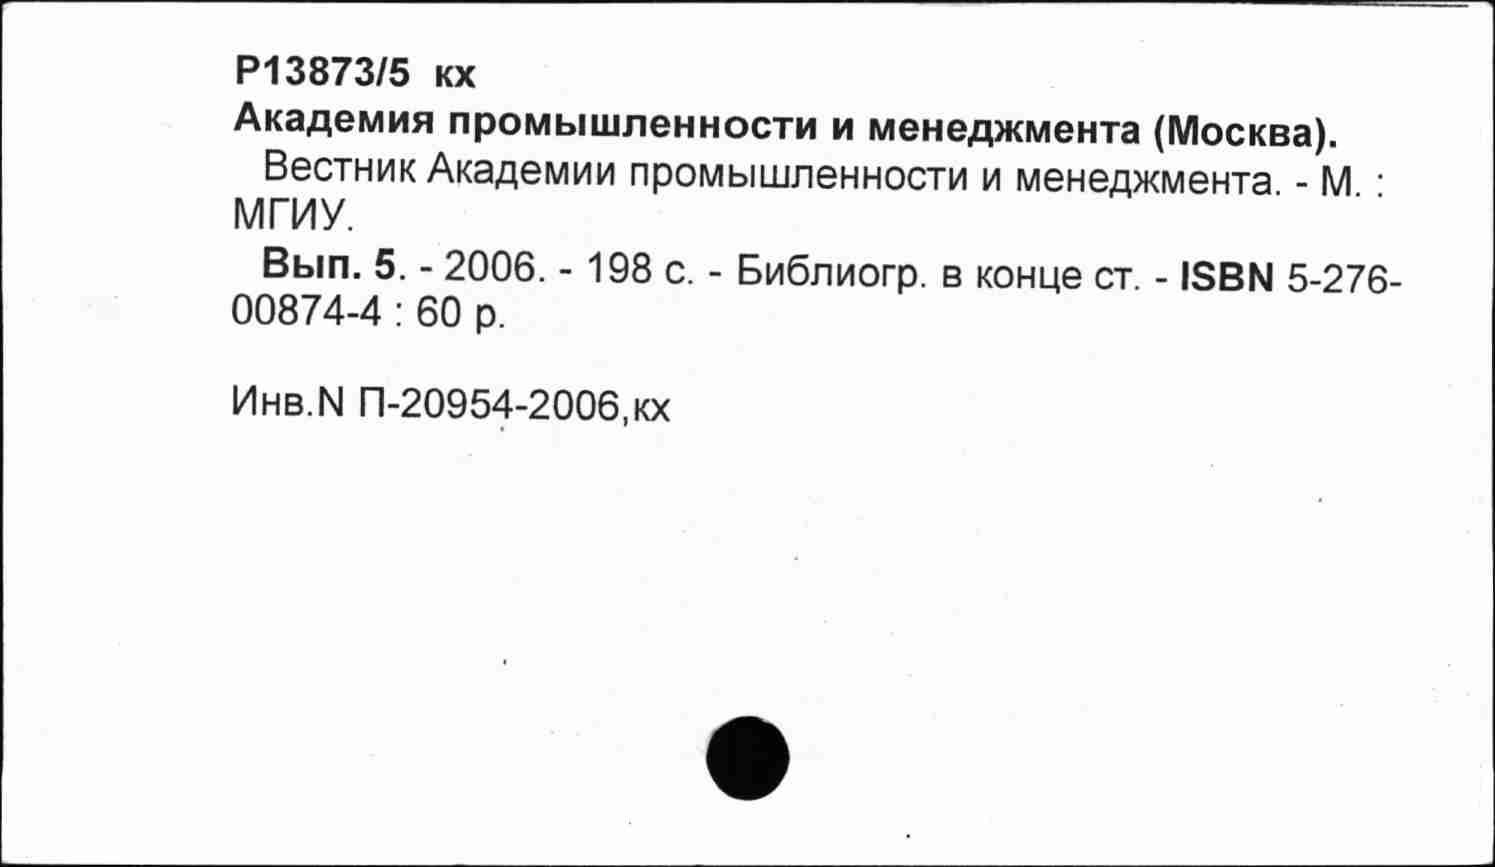 Р13873/5 кх
Академия промышленности и менеджмента (Москва).
Вестник Академии промышленности и менеджмента. - М. :
МГИУ.
Вып. 5. - 2006. - 198 с. - Библиогр. в конце ст. - ISBN 5-276-
00874-4 : 60 р.
Инв.N П-20954-2006,кх